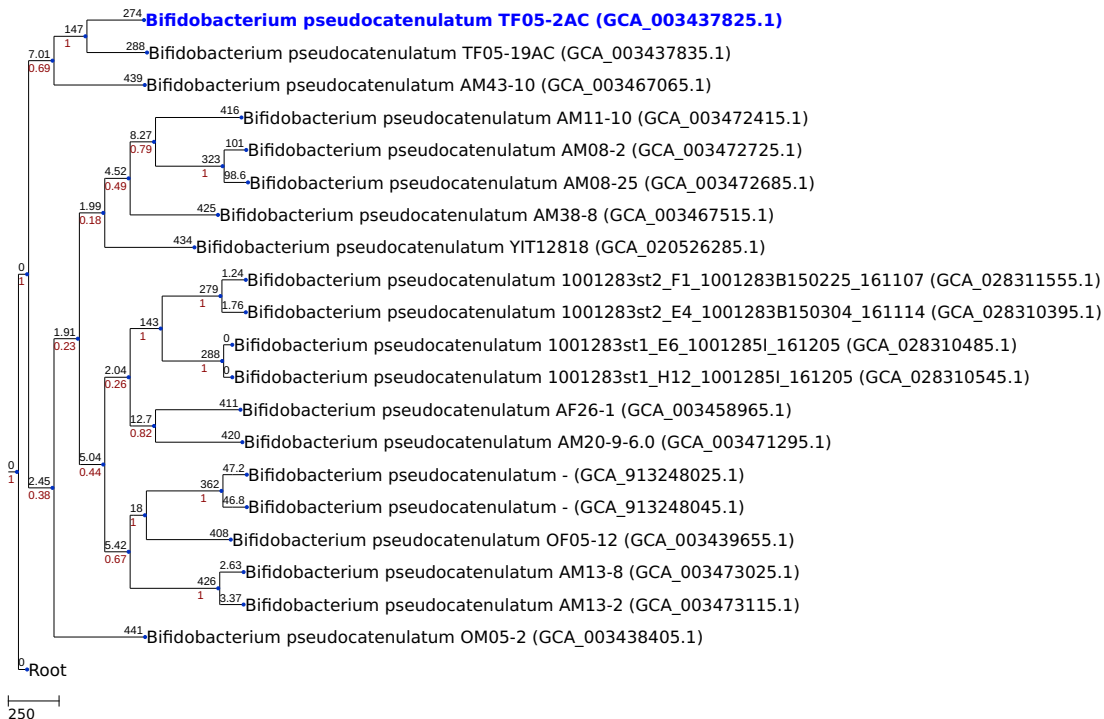 274
Bifidobacterium pseudocatenulatum TF05-2AC (GCA_003437825.1)
147
1
288
Bifidobacterium pseudocatenulatum TF05-19AC (GCA_003437835.1)
7.01
0.69
439
Bifidobacterium pseudocatenulatum AM43-10 (GCA_003467065.1)
416
Bifidobacterium pseudocatenulatum AM11-10 (GCA_003472415.1)
8.27
0.79
101
Bifidobacterium pseudocatenulatum AM08-2 (GCA_003472725.1)
323
1
98.6
Bifidobacterium pseudocatenulatum AM08-25 (GCA_003472685.1)
4.52
0.49
425
Bifidobacterium pseudocatenulatum AM38-8 (GCA_003467515.1)
1.99
0.18
434
Bifidobacterium pseudocatenulatum YIT12818 (GCA_020526285.1)
0
1
1.24
Bifidobacterium pseudocatenulatum 1001283st2_F1_1001283B150225_161107 (GCA_028311555.1)
279
1
1.76
Bifidobacterium pseudocatenulatum 1001283st2_E4_1001283B150304_161114 (GCA_028310395.1)
143
1
1.91
0.23
0
Bifidobacterium pseudocatenulatum 1001283st1_E6_1001285I_161205 (GCA_028310485.1)
288
1
0
Bifidobacterium pseudocatenulatum 1001283st1_H12_1001285I_161205 (GCA_028310545.1)
2.04
0.26
411
Bifidobacterium pseudocatenulatum AF26-1 (GCA_003458965.1)
12.7
0.82
420
Bifidobacterium pseudocatenulatum AM20-9-6.0 (GCA_003471295.1)
5.04
0.44
0
1
47.2
Bifidobacterium pseudocatenulatum - (GCA_913248025.1)
2.45
0.38
362
1
46.8
Bifidobacterium pseudocatenulatum - (GCA_913248045.1)
18
1
408
Bifidobacterium pseudocatenulatum OF05-12 (GCA_003439655.1)
5.42
0.67
2.63
Bifidobacterium pseudocatenulatum AM13-8 (GCA_003473025.1)
426
1
3.37
Bifidobacterium pseudocatenulatum AM13-2 (GCA_003473115.1)
441
Bifidobacterium pseudocatenulatum OM05-2 (GCA_003438405.1)
0
Root
250